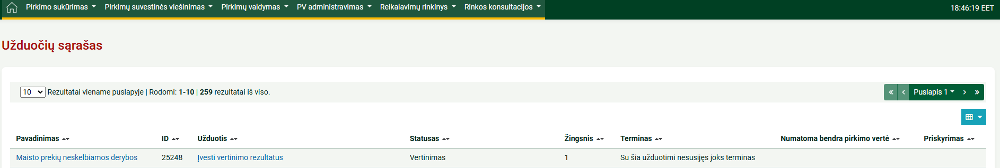 Pirkimo sukūrimas Pirkimų suvestinės viešinimas Pirkimų valdymas PV administravimas Reikalavimų rinkinys Rinkos konsultacijos 18:46:19 EET
Užduočių sąrašas
10 Rezultatai viename puslapyje | Rodomi: 1-10 | 259 rezultatai iš viso. « ‹ Puslapis 1 › »
Pavadinimas ID Užduotis Statusas Žingsnis Terminas Numatoma bendra pirkimo vertė Priskyrimas
Maisto prekių neskelbiamos derybos 25248 Įvesti vertinimo rezultatus Vertinimas 1 Su šia užduotimi nesusijęs joks terminas